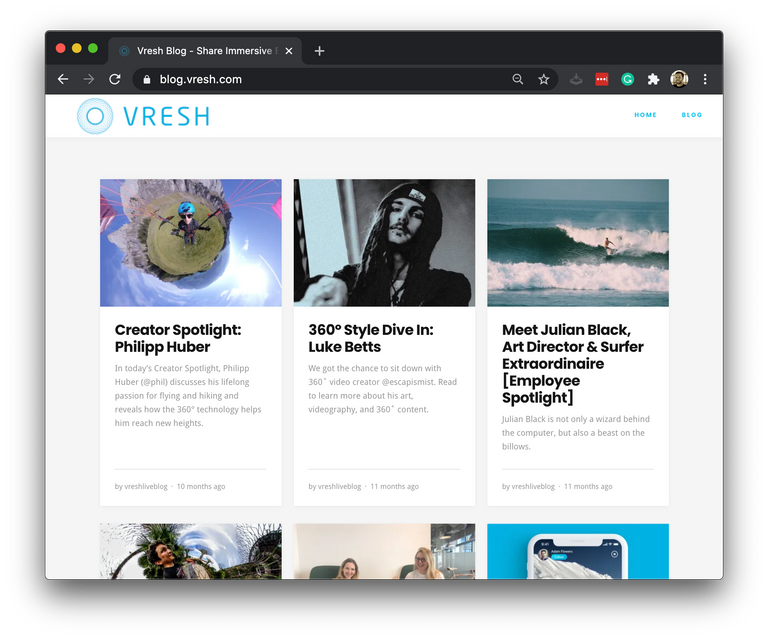 Vresh Blog - Share Immersive
blog.vresh.com
VRESH
HOME
BLOG
Creator Spotlight:
Philipp Huber
In today's Creator Spotlight, Philipp
Huber (@phil) discusses his lifelong
passion for flying and hiking and
reveals how the 360° technology helps
him reach new heights.
by vreshliveblog · 10 months ago
360° Style Dive In:
Luke Betts
We got the chance to sit down with
360˚ video creator @escapismist. Read
to learn more about his art,
videography, and 360˚ content.
by vreshliveblog · 11 months ago
Meet Julian Black,
Art Director & Surfer
Extraordinaire
[Employee
Spotlight]
Julian Black is not only a wizard behind
the computer, but also a beast on the
billows.
by vreshliveblog · 11 months ago
Adam Flowers